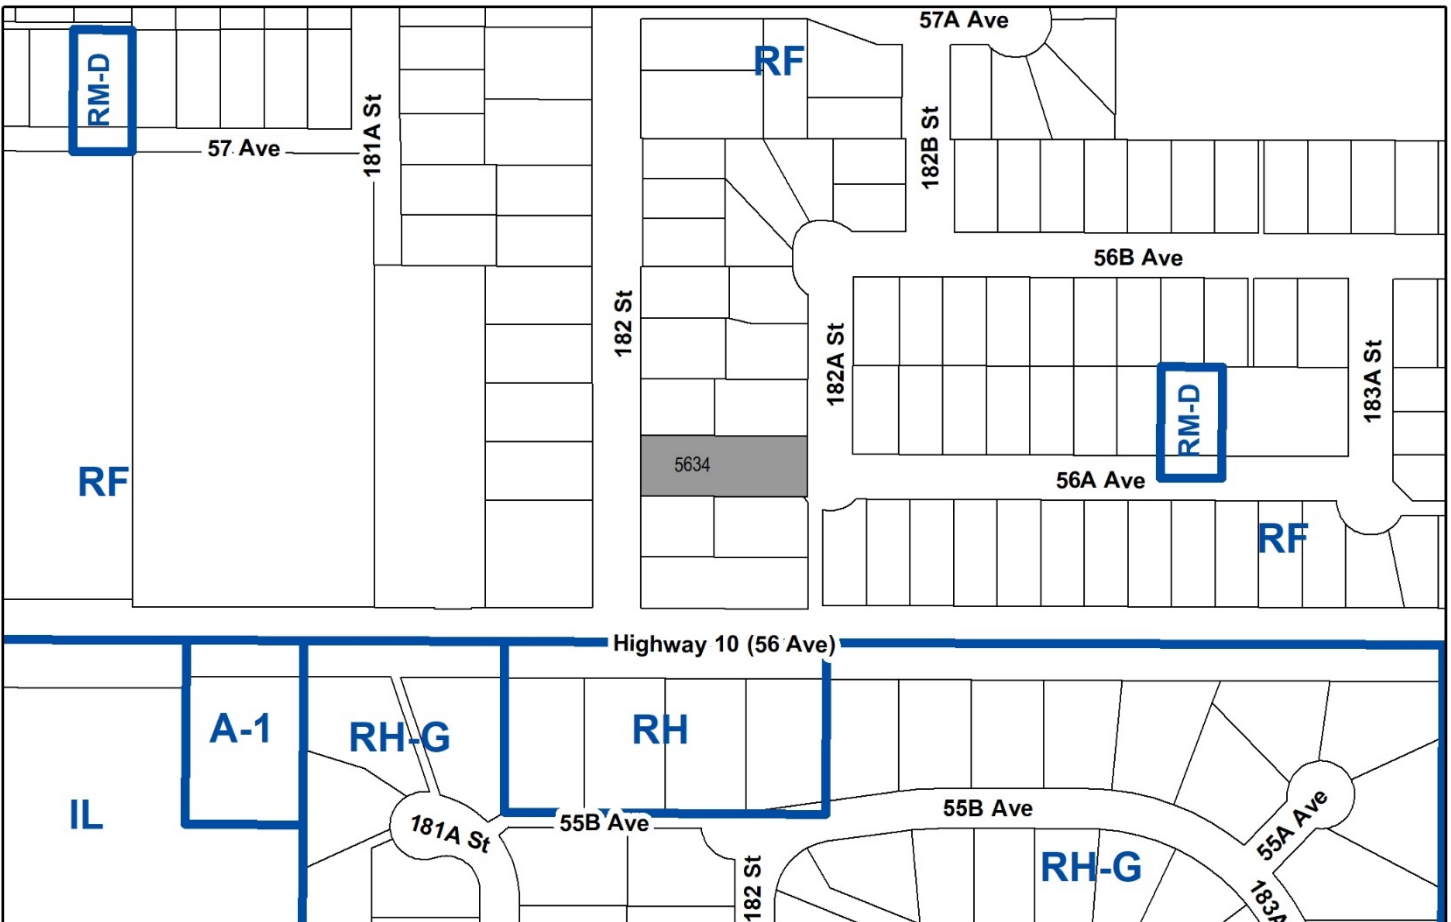 57A Ave
RF
RM-D
181A St
57 Ave
182B St
56B Ave
182 St
182A St
183A St
RM-D
5634
RF
56A Ave
RF
Highway 10 (56 Ave)
A-1
RH-G
RH
IL
181A St
55B Ave
55B Ave
55A Ave
182 St
RH-G
183A